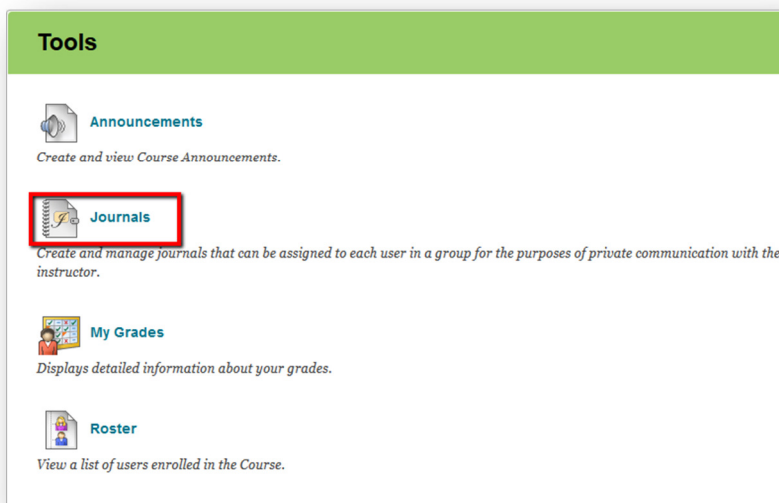 Tools
Announcements
Create and view Course Announcements.
Journals
Create and manage journals that can be assigned to each user in a group for the purposes of private communication with the
instructor.
My Grades
Displays detailed information about your grades.
Roster
View a list of users enrolled in the Course.